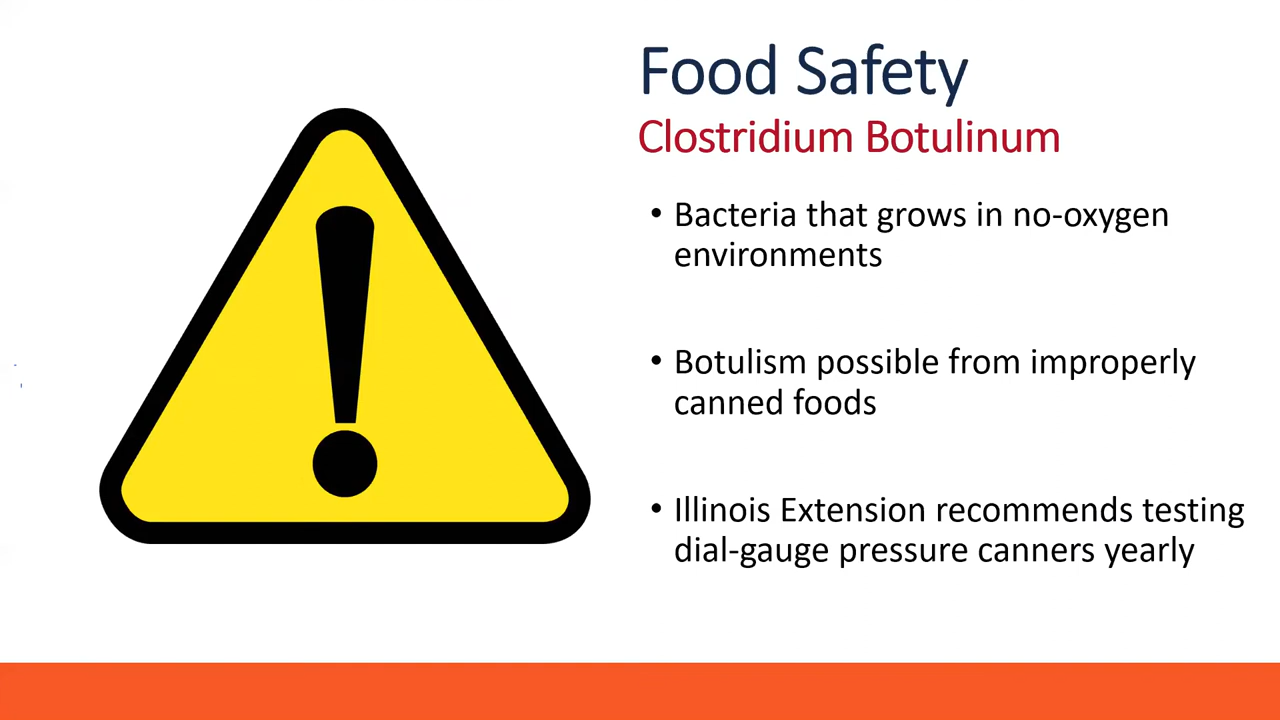 Food Safety
Clostridium Botulinum
• Bacteria that grows in no-oxygen
environments
• Botulism possible from improperly
canned foods
• Illinois Extension recommends testing
dial-gauge pressure canners yearly